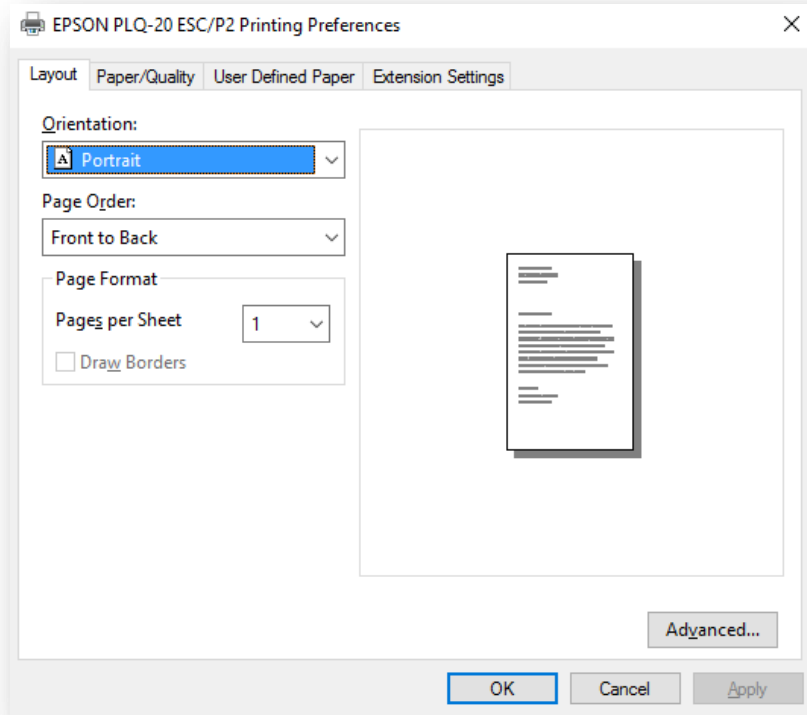 EPSON PLQ-20 ESC/P2 Printing Preferences
Layout Paper/Quality User Defined Paper Extension Settings
Orientation:
A Portrait
Page Order:
Front to Back
Page Format
Pages per Sheet 1
Draw Borders
Advanced...
OK Cancel Apply